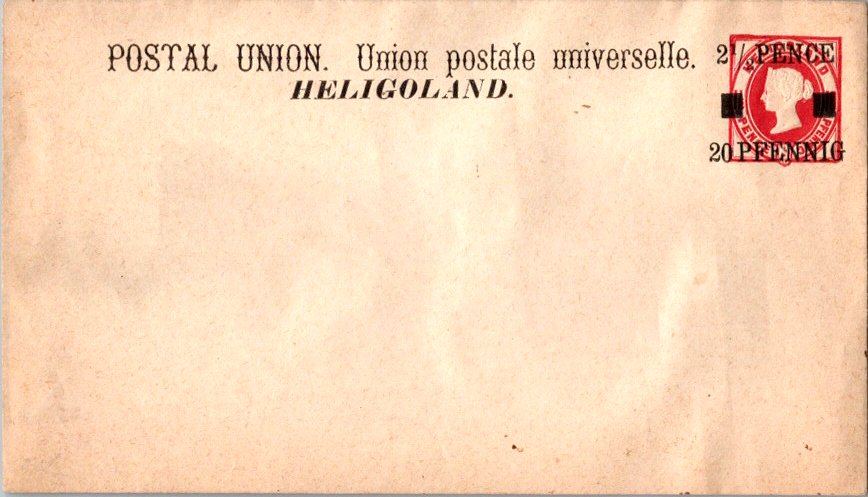 POSTAL UNION. Union postale universelle.
HELIGOLAND.
2½ PENCE
20 PFENNIG